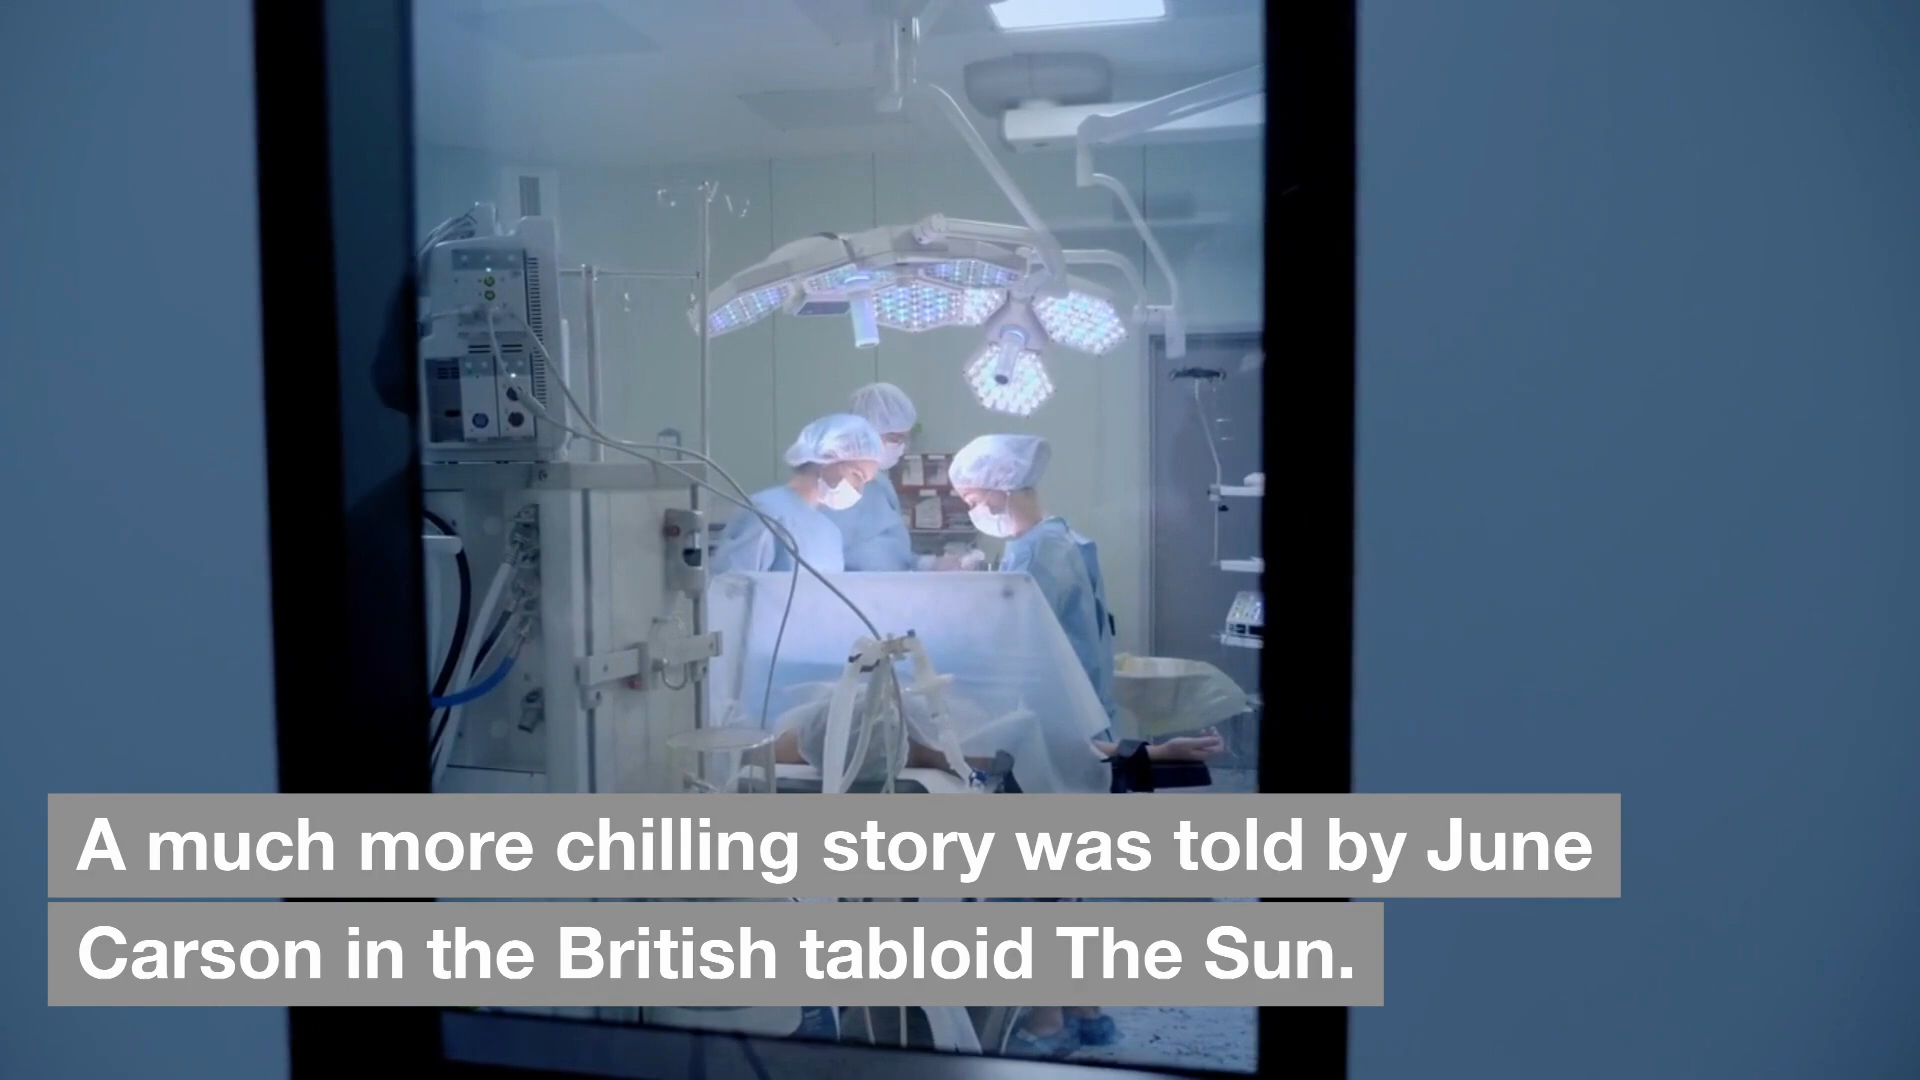 A much more chilling story was told by June
Carson in the British tabloid The Sun.